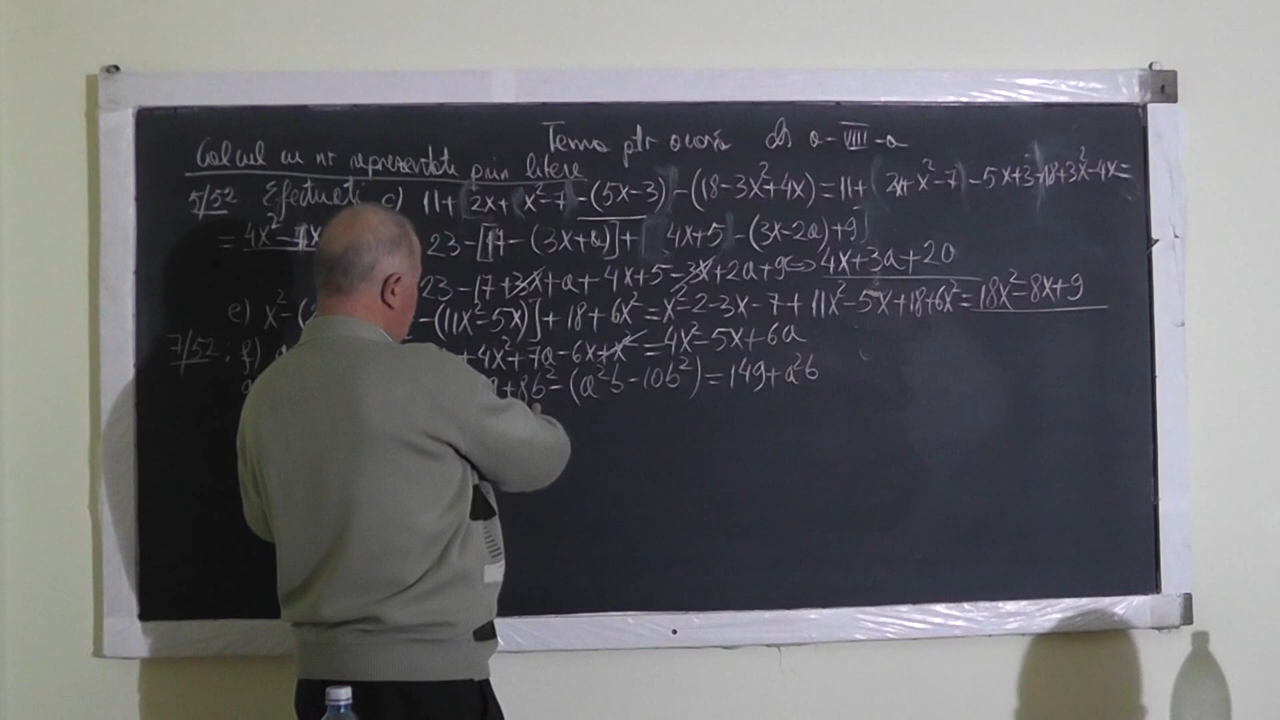 Tema ptr acasă cls a-VIII-a
Calcul cu nr reprezentate prin litere
5/52 Efectuati c) 11+(2x+(x²-7)-(5x-3)-(18-3x²+4x)=11+(2x+x²-7)-5x+3-18+3x²-4x=
=4x²- 23-[17-(3x+a)]+[4x+5-(3x-2a)+9]
23-17+3x+a+4x+5-3x+2a+9 => 4x+3a+20
e) x²-( -(11x²-5x)]+18+6x²=x²-2-3x-7+11x²-5x+18+6x²=18x²-8x+9
7/52; f) +4x²+7a-6x+x²=4x²-5x+6a
+8b²-(a²b-10b²)=149+a²b